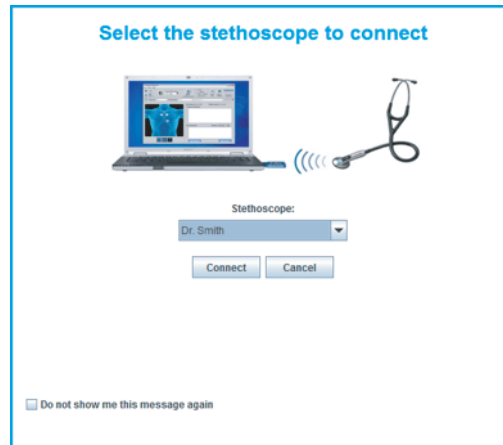 Select the stethoscope to connect
Stethoscope:
Dr. Smith
Connect Cancel
Do not show me this message again